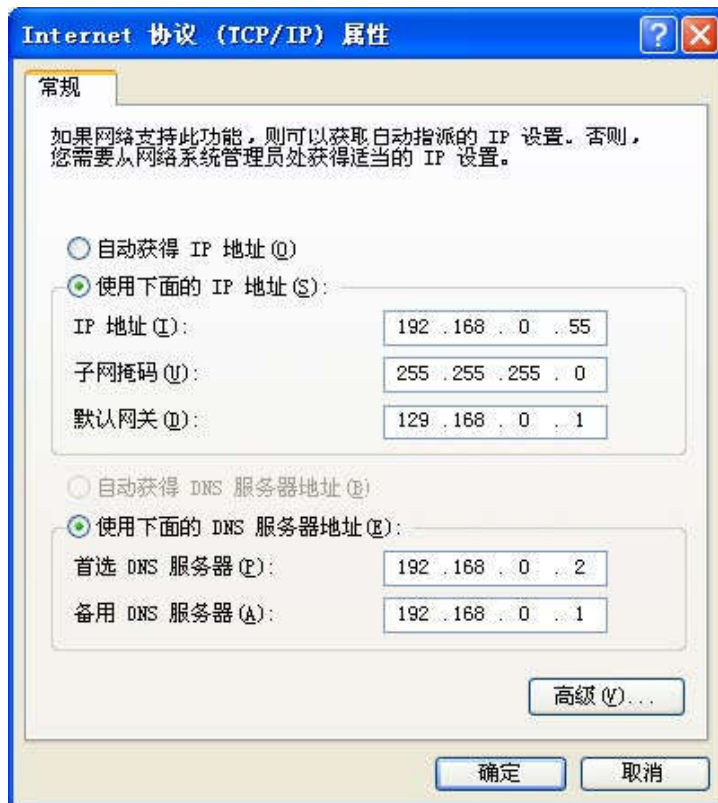 Internet 协议 (TCP/IP) 属性
常规
如果网络支持此功能，则可以获取自动指派的 IP 设置。否则，
您需要从网络系统管理员处获得适当的 IP 设置。
自动获得 IP 地址(O)
使用下面的 IP 地址(S):
IP 地址(I): 192 .168 . 0 . 55
子网掩码(U): 255 .255 .255 . 0
默认网关(D): 129 .168 . 0 . 1
自动获得 DNS 服务器地址(B)
使用下面的 DNS 服务器地址(E):
首选 DNS 服务器(P): 192 .168 . 0 . 2
备用 DNS 服务器(A): 192 .168 . 0 . 1
高级(V)...
确定 取消